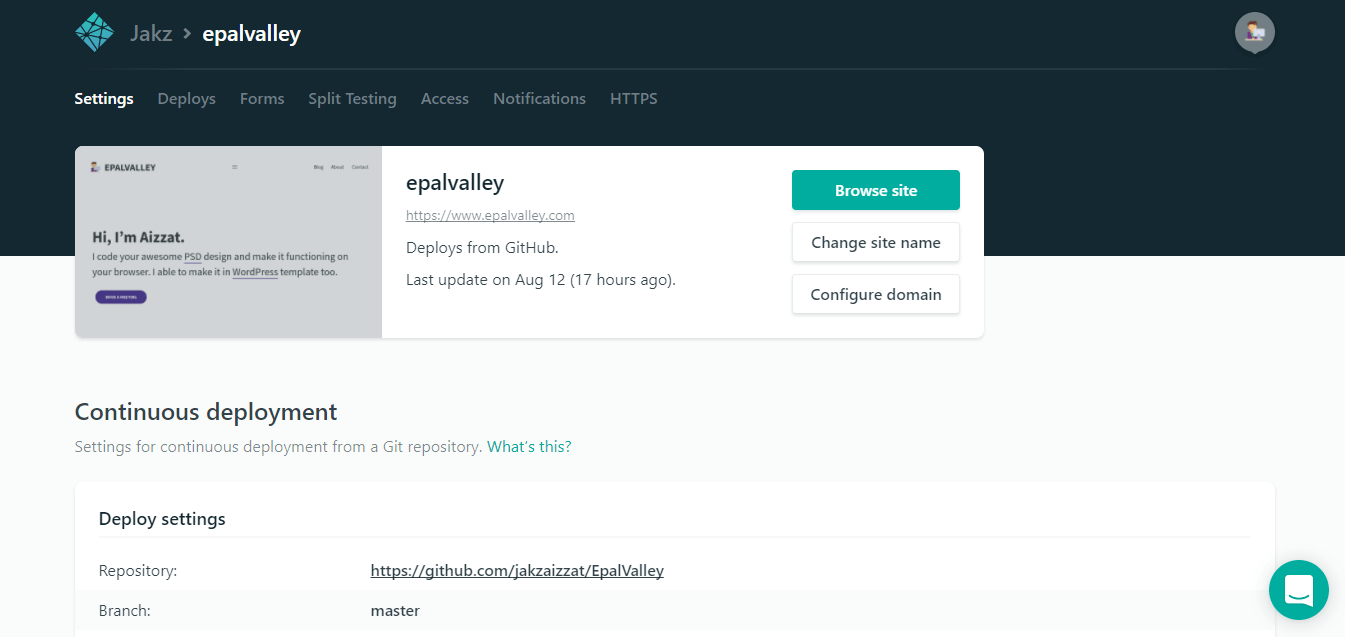 Jakz > epalvalley
Settings Deploys Forms Split Testing Access Notifications HTTPS
EPALVALLEY
Blog About Contact
Hi, I'm Aizzat.
I code your awesome PSD design and make it functioning on
your browser. I able to make it in WordPress template too.
BOOK A MEETING
epalvalley
https://www.epalvalley.com
Deploys from GitHub.
Last update on Aug 12 (17 hours ago).
Browse site
Change site name
Configure domain
Continuous deployment
Settings for continuous deployment from a Git repository. What's this?
Deploy settings
Repository: https://github.com/jakzaizzat/EpalValley
Branch: master